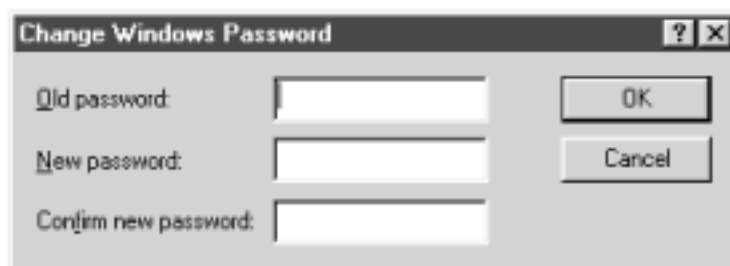 Change Windows Password
Old password:
OK
New password:
Cancel
Confirm new password: